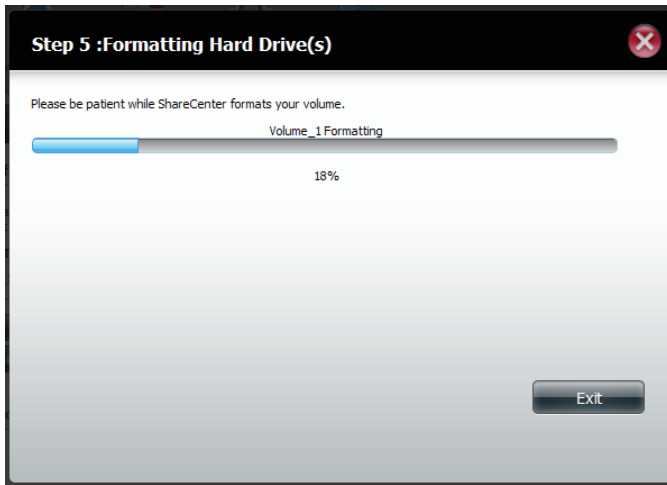 Step 5 :Formatting Hard Drive(s)
Please be patient while ShareCenter formats your volume.
Volume_1 Formatting
18%
Exit